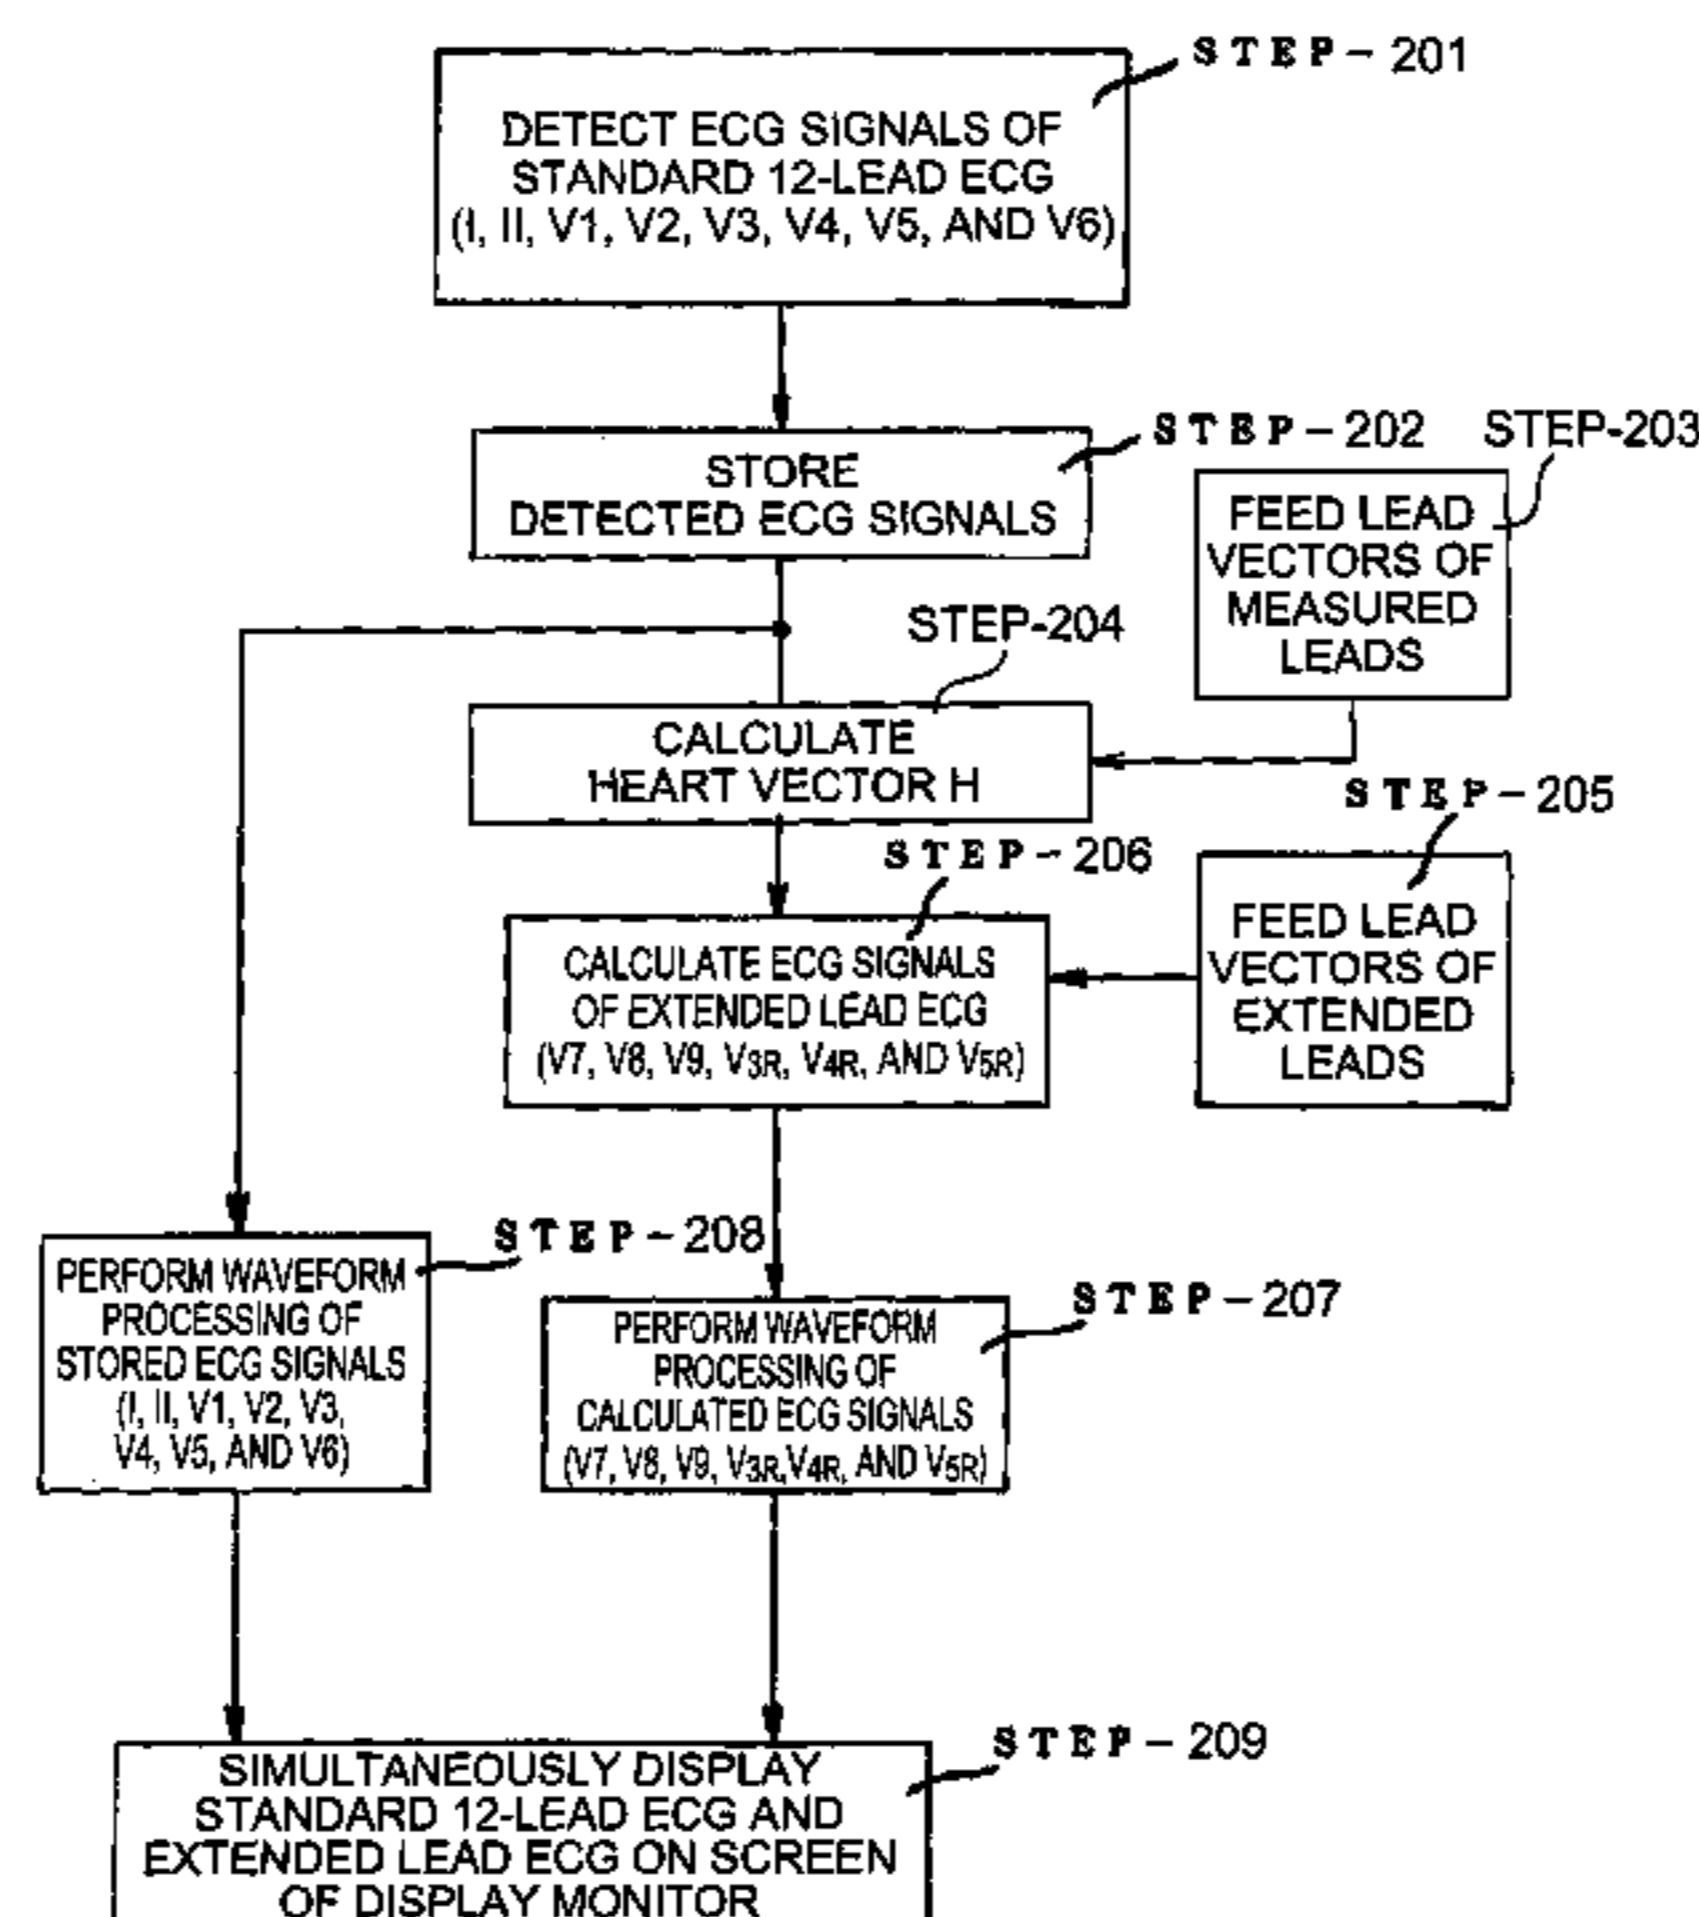 STEP-201
DETECT ECG SIGNALS OF
STANDARD 12-LEAD ECG
(I, II, V1, V2, V3, V4, V5, AND V6)
STEP-202
STORE
DETECTED ECG SIGNALS
STEP-203
FEED LEAD
VECTORS OF
MEASURED
LEADS
STEP-204
CALCULATE
HEART VECTOR H
STEP-205
FEED LEAD
VECTORS OF
EXTENDED
LEADS
STEP-206
CALCULATE ECG SIGNALS
OF EXTENDED LEAD ECG
(V7, V8, V9, V3R, V4R, AND V5R)
STEP-208
PERFORM WAVEFORM
PROCESSING OF
STORED ECG SIGNALS
(I, II, V1, V2, V3,
V4, V5, AND V6)
STEP-207
PERFORM WAVEFORM
PROCESSING OF
CALCULATED ECG SIGNALS
(V7, V8, V9, V3R,V4R, AND V5R)
STEP-209
SIMULTANEOUSLY DISPLAY
STANDARD 12-LEAD ECG AND
EXTENDED LEAD ECG ON SCREEN
OF DISPLAY MONITOR